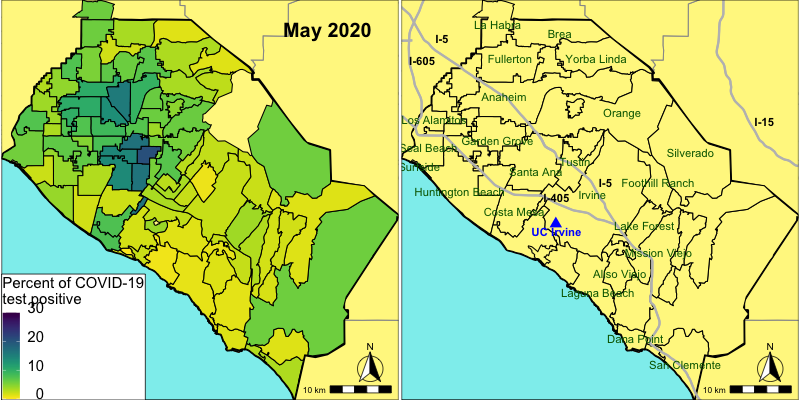 May 2020
Percent of COVID-19
test positive
30
20
10
0
N
10 km
La Habra
Brea
I-5
I-605
Fullerton
Yorba Linda
Anaheim
Orange
Los Alamitos
I-15
Garden Grove
Seal Beach
Silverado
Tustin
Sunside
Santa Ana
I-5
Foothill Ranch
Huntington Beach
I-405
Irvine
Costa Mesa
Lake Forest
UC Irvine
Mission Viejo
Aliso Viejo
Laguna Beach
Dana Point
San Clemente
N
10 km